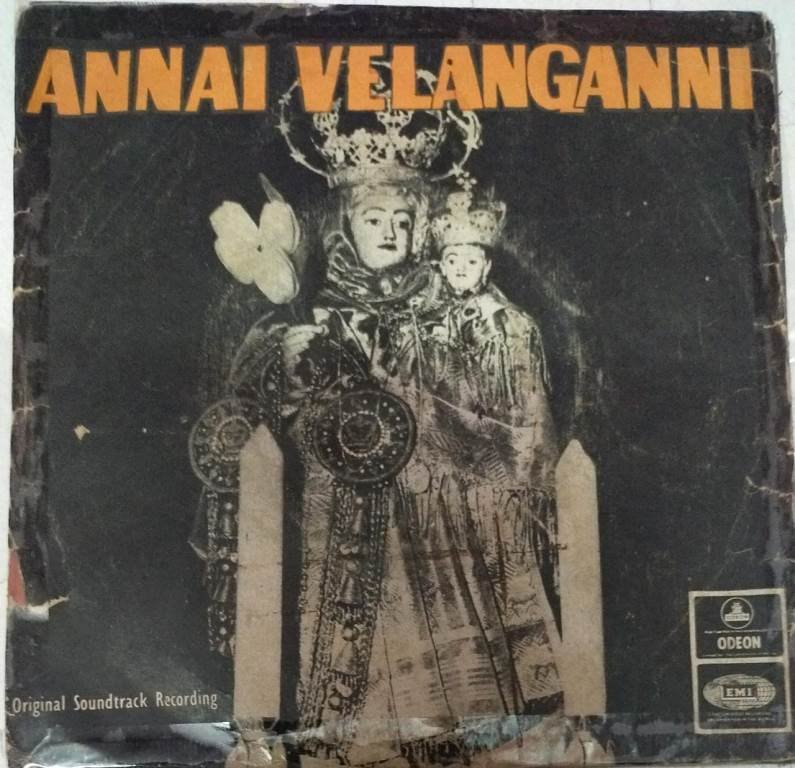 ANNAI VELANGANNI
Original Soundtrack Recording
ODEON
EMI